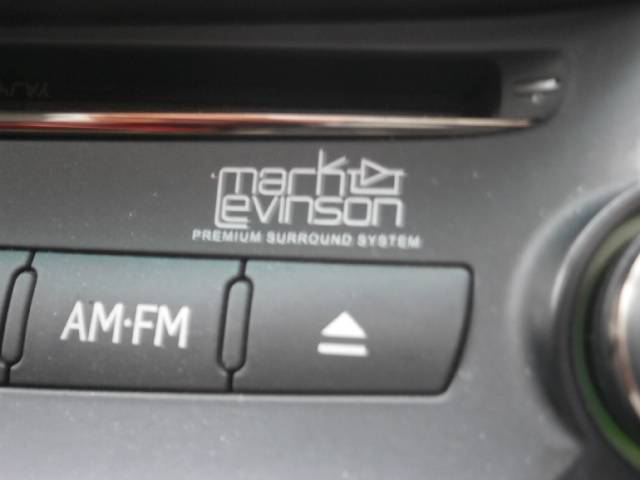 mark
Levinson
PREMIUM SURROUND SYSTEM
AM·FM